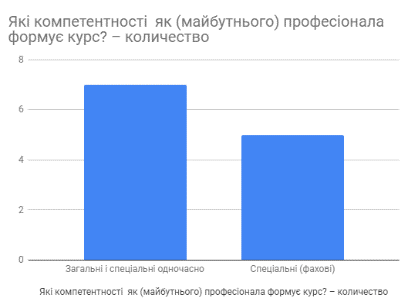 Які компетентності  як (майбутнього) професіонала
формує курс? – количество
8
6
4
2
0
Загальні і спеціальні одночасно
Спеціальні (фахові)
Які компетентності  як (майбутнього) професіонала формує курс? – количество